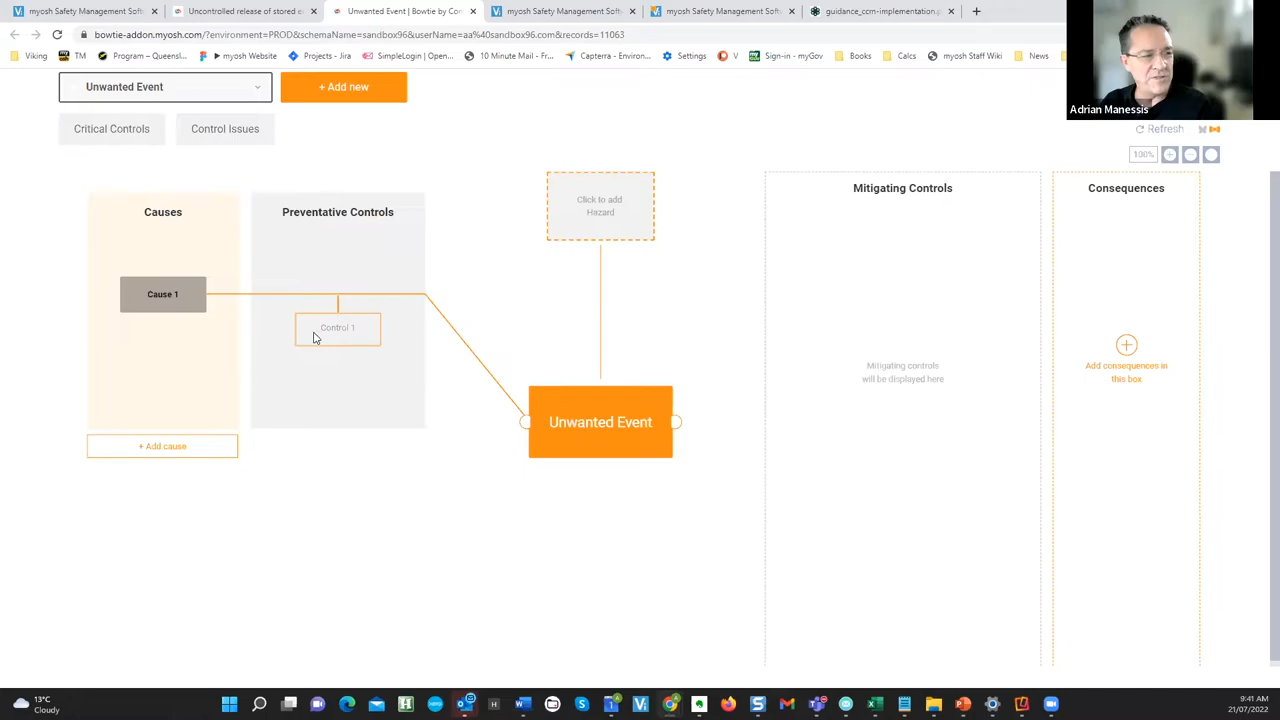 myosh Safety Management Softw
Uncontrolled release of stored e
Unwanted Event | Bowtie by Con
myosh Safety Management Softw
myosh Safety Management Softw
guidance_ccm-implementation.p
bowtie-addon.myosh.com/?environment=PROD&schemaName=sandbox96&userName=aa%40sandbox96.com&records=11063
Viking
TM
Program – Queensl...
myosh Workspace
Projects - Jira
SimpleLogin | Open...
10 Minute Mail - Fr...
Capterra - Environ...
Settings
V
Sign-in - myGov
Books
Calcs
myosh Staff Wiki
News
Adrian Manessis
Unwanted Event
+ Add new
Critical Controls
Control Issues
Refresh
100%
Causes
Preventative Controls
Click to add
Hazard
Mitigating Controls
Consequences
Cause 1
Control 1
Unwanted Event
Mitigating controls
will be displayed here
Add consequences in
this box
+ Add cause
13°C
Cloudy
9:41 AM
21/07/2022